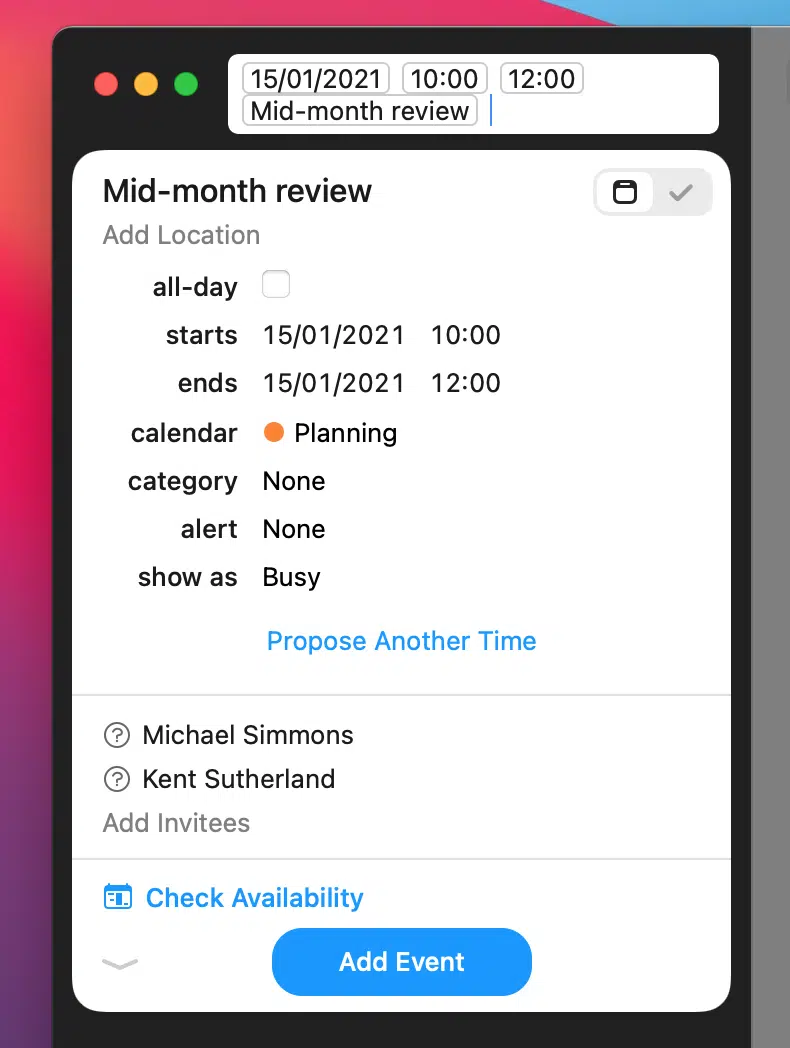 15/01/2021 10:00 12:00
Mid-month review
Mid-month review
Add Location
all-day
starts 15/01/2021 10:00
ends 15/01/2021 12:00
calendar Planning
category None
alert None
show as Busy
Propose Another Time
Michael Simmons
Kent Sutherland
Add Invitees
Check Availability
Add Event